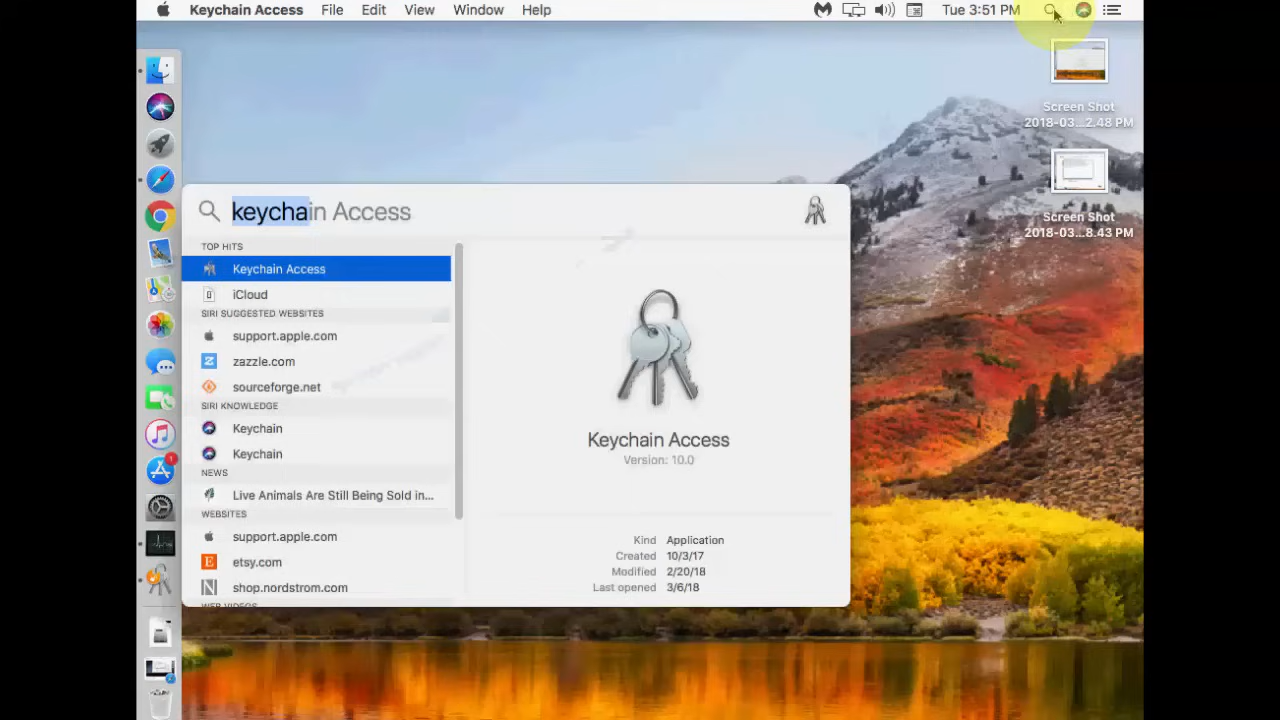 Keychain Access File Edit View Window Help Tue 3:51 PM
Screen Shot
2018-03...2.48 PM
Screen Shot
2018-03...8.43 PM
keychain Access
TOP HITS
Keychain Access
iCloud
SIRI SUGGESTED WEBSITES
support.apple.com
zazzle.com
sourceforge.net
SIRI KNOWLEDGE
Keychain
Keychain
NEWS
Live Animals Are Still Being Sold in...
WEBSITES
support.apple.com
etsy.com
shop.nordstrom.com
WEB VIDEOS
Keychain Access
Version: 10.0
Kind Application
Created 10/3/17
Modified 2/20/18
Last opened 3/6/18
1